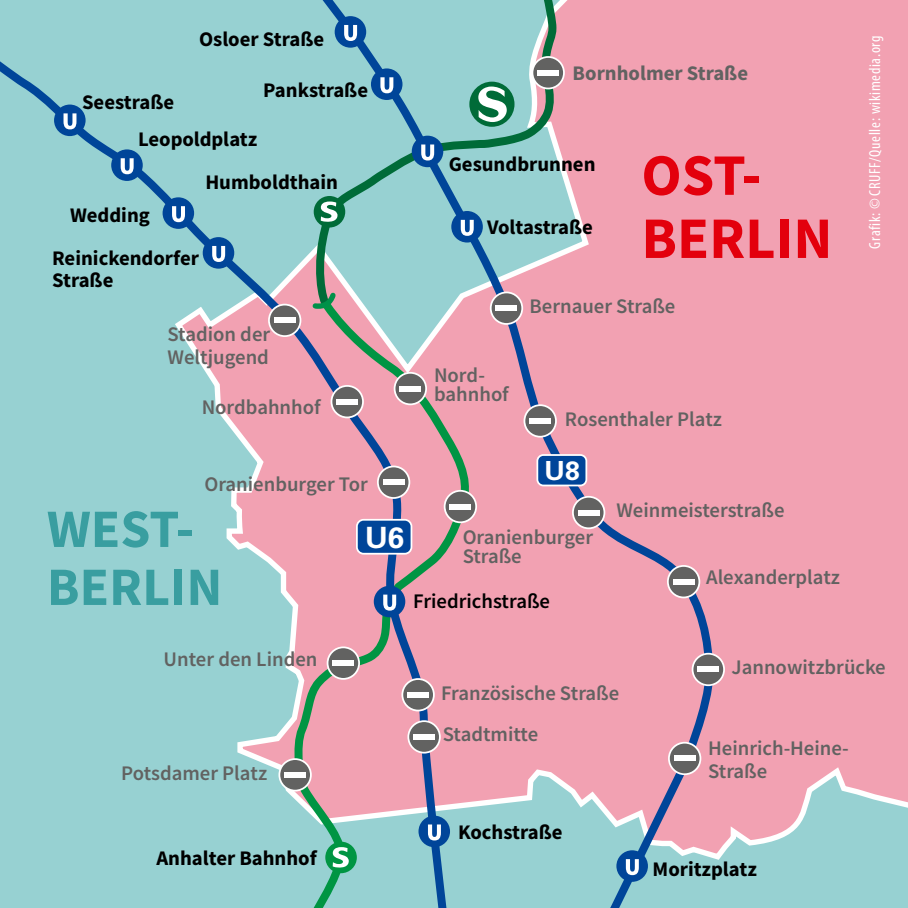 Osloer Straße
U
Pankstraße
U
S
Bornholmer Straße
Grafik: © CRUFF/Quelle: wikimedia.org
Seestraße
U
Leopoldplatz
U
U
Gesundbrunnen
OST-
BERLIN
Humboldthain
S
Wedding
U
U
Voltastraße
Reinickendorfer
Straße
U
Bernauer Straße
Stadion der
Weltjugend
Nord-
bahnhof
Nordbahnhof
Rosenthaler Platz
U8
Oranienburger Tor
Weinmeisterstraße
WEST-
BERLIN
U6
Oranienburger
Straße
Alexanderplatz
U
Friedrichstraße
Unter den Linden
Jannowitzbrücke
Französische Straße
Stadtmitte
Heinrich-Heine-
Straße
Potsdamer Platz
U
Kochstraße
Anhalter Bahnhof
S
U
Moritzplatz